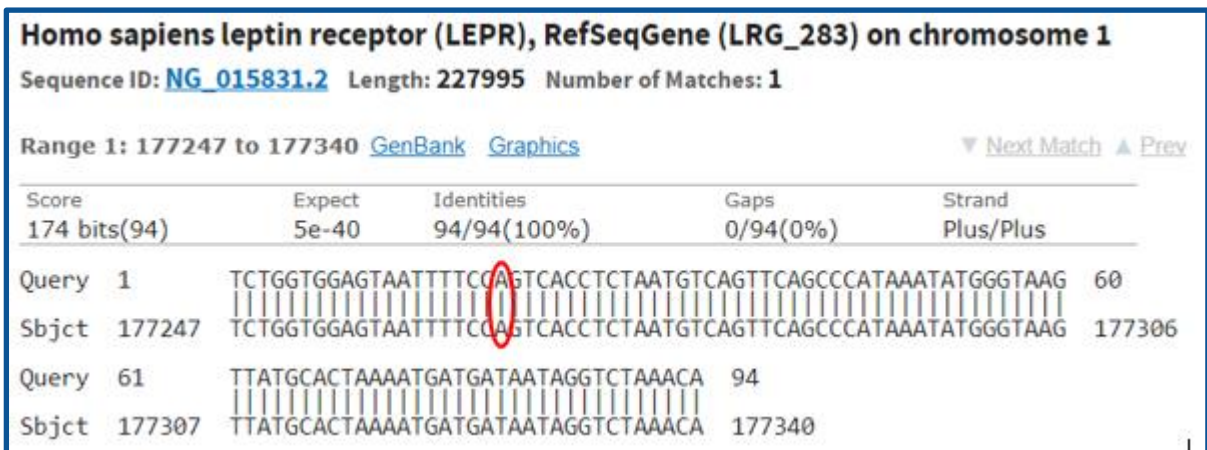 Homo sapiens leptin receptor (LEPR), RefSeqGene (LRG_283) on chromosome 1
Sequence ID: NG_015831.2 Length: 227995 Number of Matches: 1
Range 1: 177247 to 177340 GenBank Graphics ▼ Next Match ▲ Prev
Score Expect Identities Gaps Strand
174 bits(94) 5e-40 94/94(100%) 0/94(0%) Plus/Plus
Query 1 TCTGGTGGAGTAATTTTCCAGTCACCTCTAATGTCAGTTCAGCCCATAAATATGGGTAAG 60
Sbjct 177247 TCTGGTGGAGTAATTTTCCAGTCACCTCTAATGTCAGTTCAGCCCATAAATATGGGTAAG 177306
Query 61 TTATGCACTAAAATGATGATAATAGGTCTAAACA 94
Sbjct 177307 TTATGCACTAAAATGATGATAATAGGTCTAAACA 177340